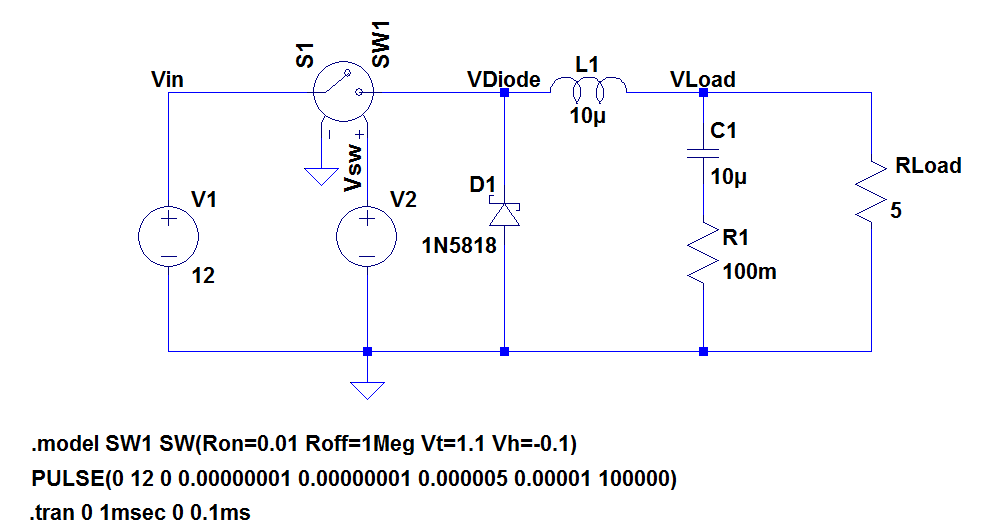 S1
SW1
Vin
VDiode
L1
10µ
VLoad
C1
10µ
RLoad
5
- +
Vsw
V1
+
-
12
V2
+
-
D1
1N5818
R1
100m
.model SW1 SW(Ron=0.01 Roff=1Meg Vt=1.1 Vh=-0.1)
PULSE(0 12 0 0.00000001 0.00000001 0.000005 0.00001 100000)
.tran 0 1msec 0 0.1ms